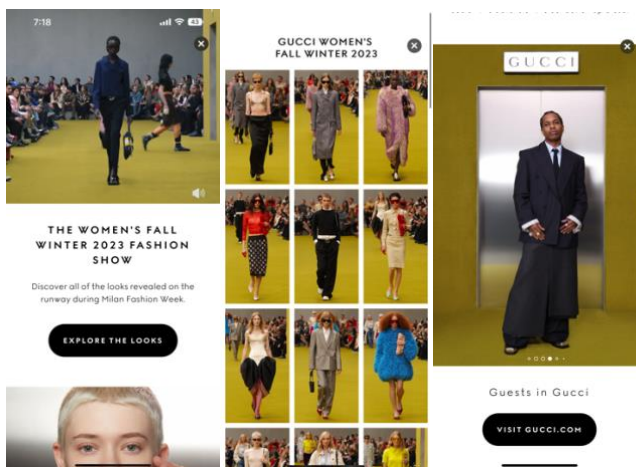 7:18
43
THE WOMEN'S FALL
WINTER 2023 FASHION
SHOW
Discover all of the looks revealed on the
runway during Milan Fashion Week.
EXPLORE THE LOOKS
GUCCI WOMEN'S
FALL WINTER 2023
GUCCI
Guests in Gucci
VISIT GUCCI.COM